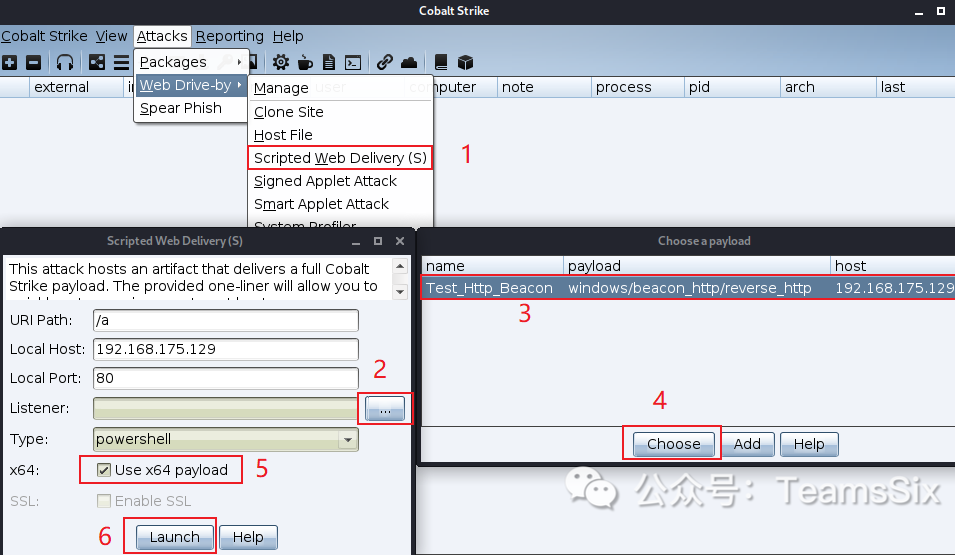 Cobalt Strike
Cobalt Strike View Attacks Reporting Help
Packages
external computer note process pid arch last
Web Drive-by
Manage
Spear Phish
Clone Site
Host File
Scripted Web Delivery (S)
1
Signed Applet Attack
Smart Applet Attack
System Profiler
Scripted Web Delivery (S)
This attack hosts an artifact that delivers a full Cobalt
Strike payload. The provided one-liner will allow you to
URI Path: /a
Local Host: 192.168.175.129
Local Port: 80
2
Listener: ...
Type: powershell
x64: Use x64 payload
5
SSL: Enable SSL
6
Launch Help
Choose a payload
name payload host
Test_Http_Beacon windows/beacon_http/reverse_http 192.168.175.129
3
4
Choose Add Help
公众号：TeamsSix